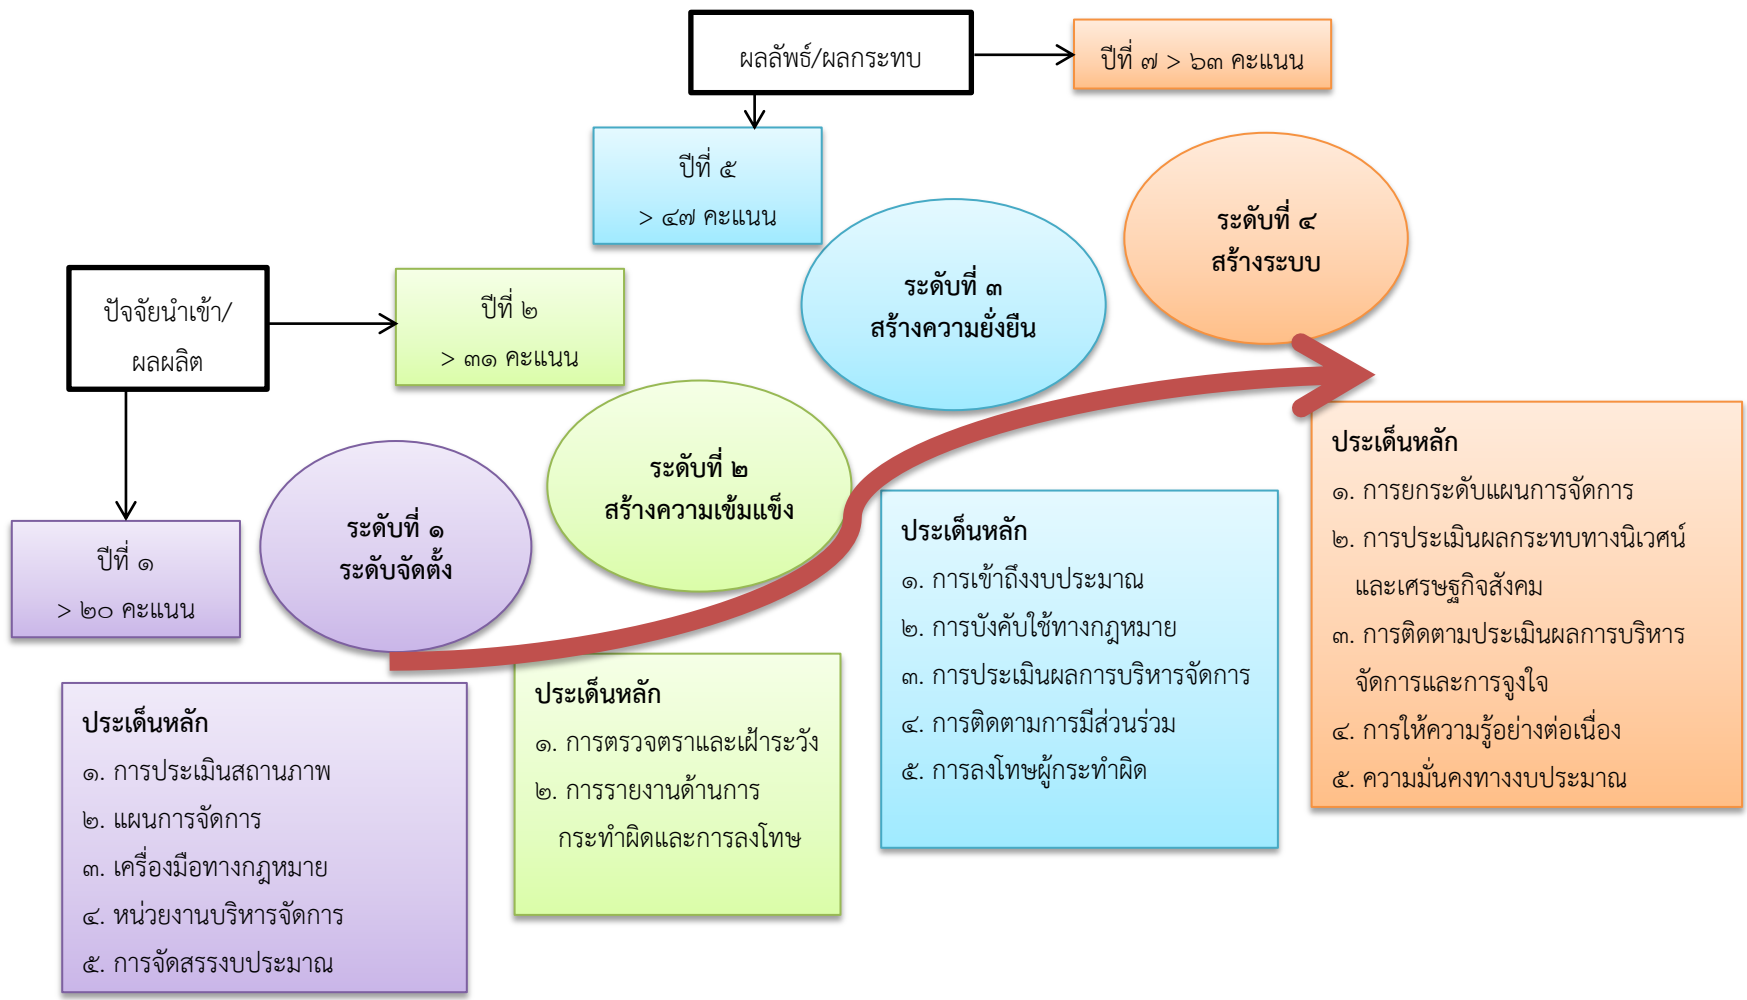 ผลลัพธ์/ผลกระทบ
ปีที่ ๗ > ๖๓ คะแนน
ปีที่ ๕
> ๔๗ คะแนน
ระดับที่ ๔
สร้างระบบ
ระดับที่ ๓
สร้างความยั่งยืน
ปัจจัยนำเข้า/
ผลผลิต
ปีที่ ๒
> ๓๑ คะแนน
ระดับที่ ๒
สร้างความเข้มแข็ง
ระดับที่ ๑
ระดับจัดตั้ง
ปีที่ ๑
> ๒๐ คะแนน
ประเด็นหลัก
๑. การประเมินสถานภาพ
๒. แผนการจัดการ
๓. เครื่องมือทางกฎหมาย
๔. หน่วยงานบริหารจัดการ
๕. การจัดสรรงบประมาณ
ประเด็นหลัก
๑. การตรวจตราและเฝ้าระวัง
๒. การรายงานด้านการ
กระทำผิดและการลงโทษ
ประเด็นหลัก
๑. การเข้าถึงงบประมาณ
๒. การบังคับใช้ทางกฎหมาย
๓. การประเมินผลการบริหารจัดการ
๔. การติดตามการมีส่วนร่วม
๕. การลงโทษผู้กระทำผิด
ประเด็นหลัก
๑. การยกระดับแผนการจัดการ
๒. การประเมินผลกระทบทางนิเวศน์
และเศรษฐกิจสังคม
๓. การติดตามประเมินผลการบริหาร
จัดการและการจูงใจ
๔. การให้ความรู้อย่างต่อเนื่อง
๕. ความมั่นคงทางงบประมาณ